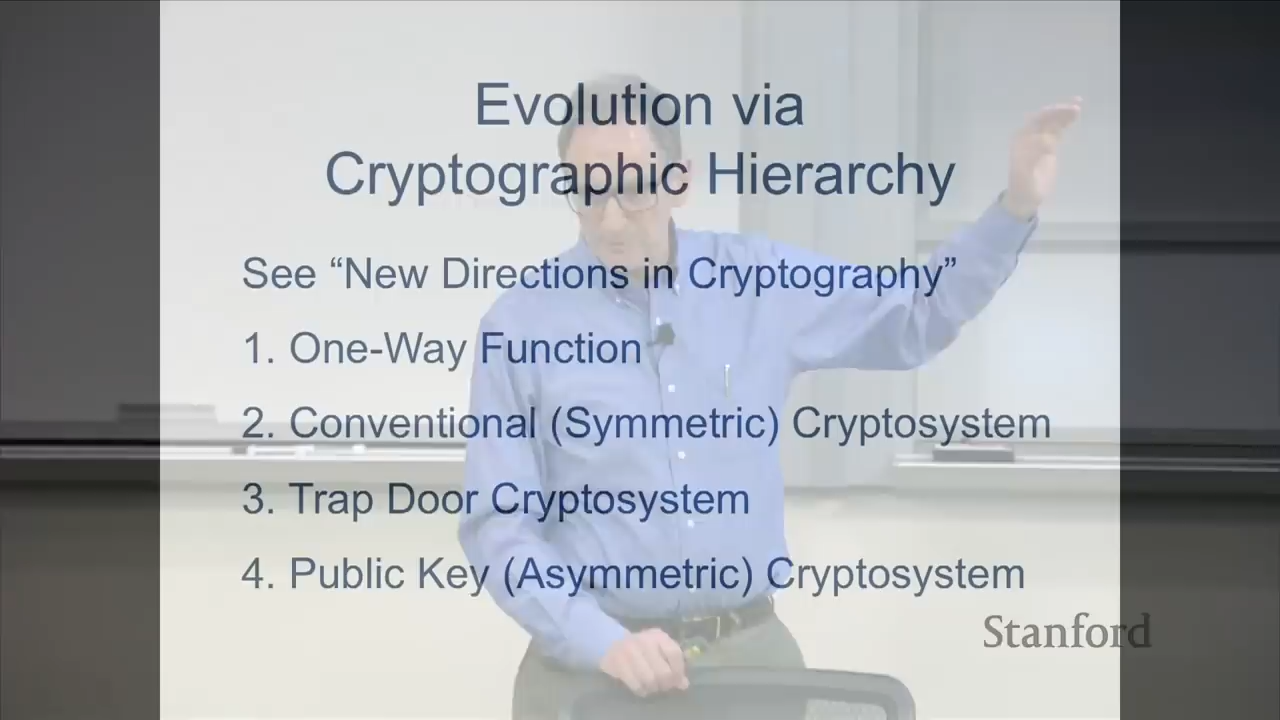 Evolution via
Cryptographic Hierarchy
See “New Directions in Cryptography”
1. One-Way Function
2. Conventional (Symmetric) Cryptosystem
3. Trap Door Cryptosystem
4. Public Key (Asymmetric) Cryptosystem
Stanford